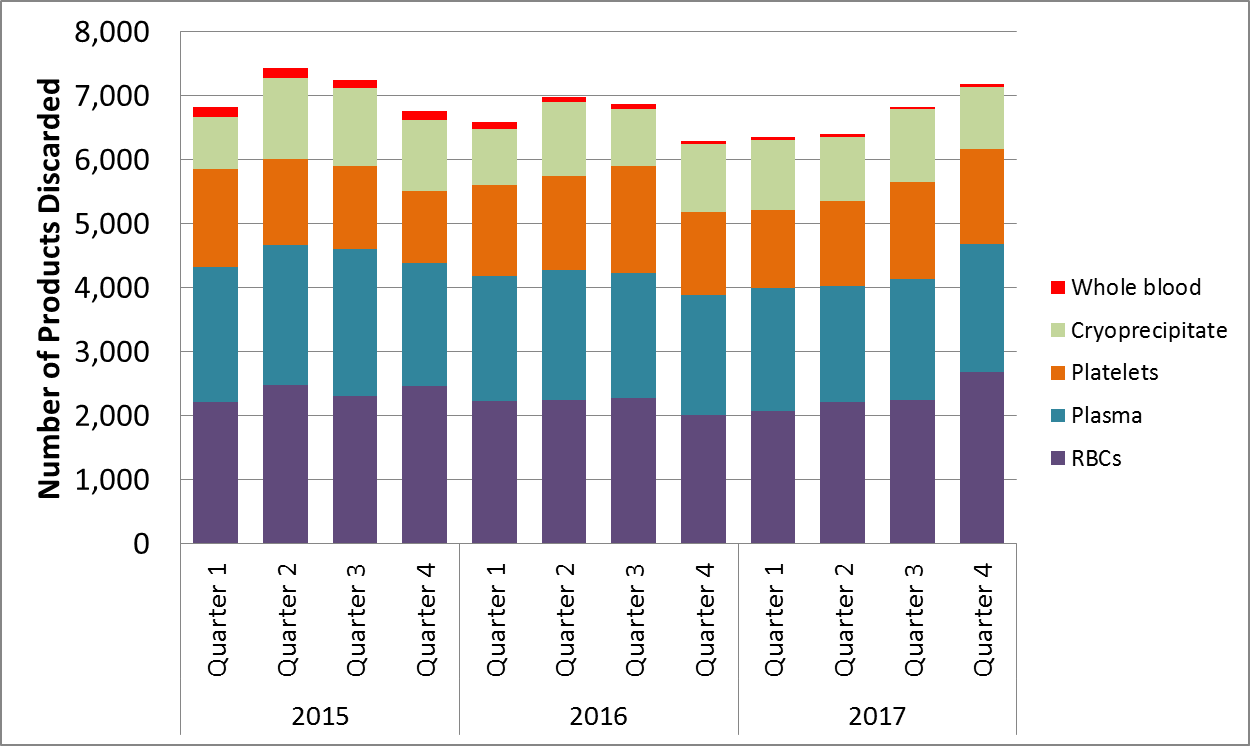 Number of Products Discarded
8,000
7,000
6,000
5,000
4,000
3,000
2,000
1,000
0
Whole blood
Cryoprecipitate
Platelets
Plasma
RBCs
Quarter 1
Quarter 2
Quarter 3
Quarter 4
Quarter 1
Quarter 2
Quarter 3
Quarter 4
Quarter 1
Quarter 2
Quarter 3
Quarter 4
2015
2016
2017